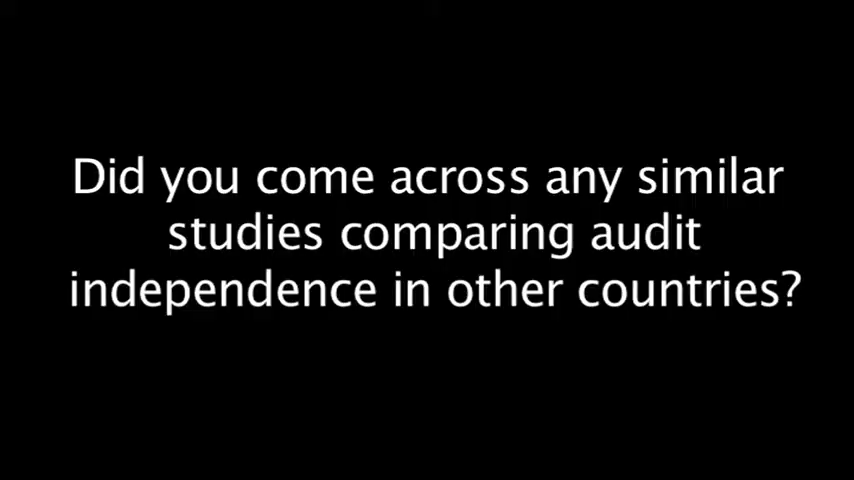 Did you come across any similar
studies comparing audit
independence in other countries?